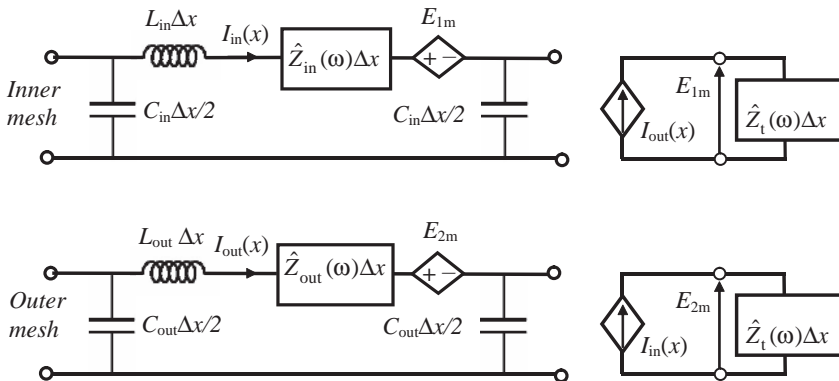 L_in Δx I_in(x) E_1m
Ẑ_in(ω)Δx + −
Inner mesh C_in Δx/2 C_in Δx/2
E_1m I_out(x) Ẑ_t(ω)Δx
L_out Δx I_out(x) E_2m
Ẑ_out(ω)Δx + −
Outer mesh C_out Δx/2 C_out Δx/2
E_2m I_in(x) Ẑ_t(ω)Δx